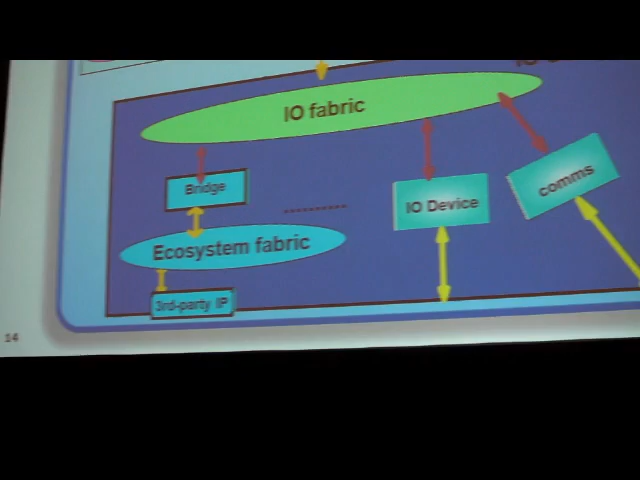 IO fabric
Bridge
IO Device
comms
Ecosystem fabric
3rd-party IP
14